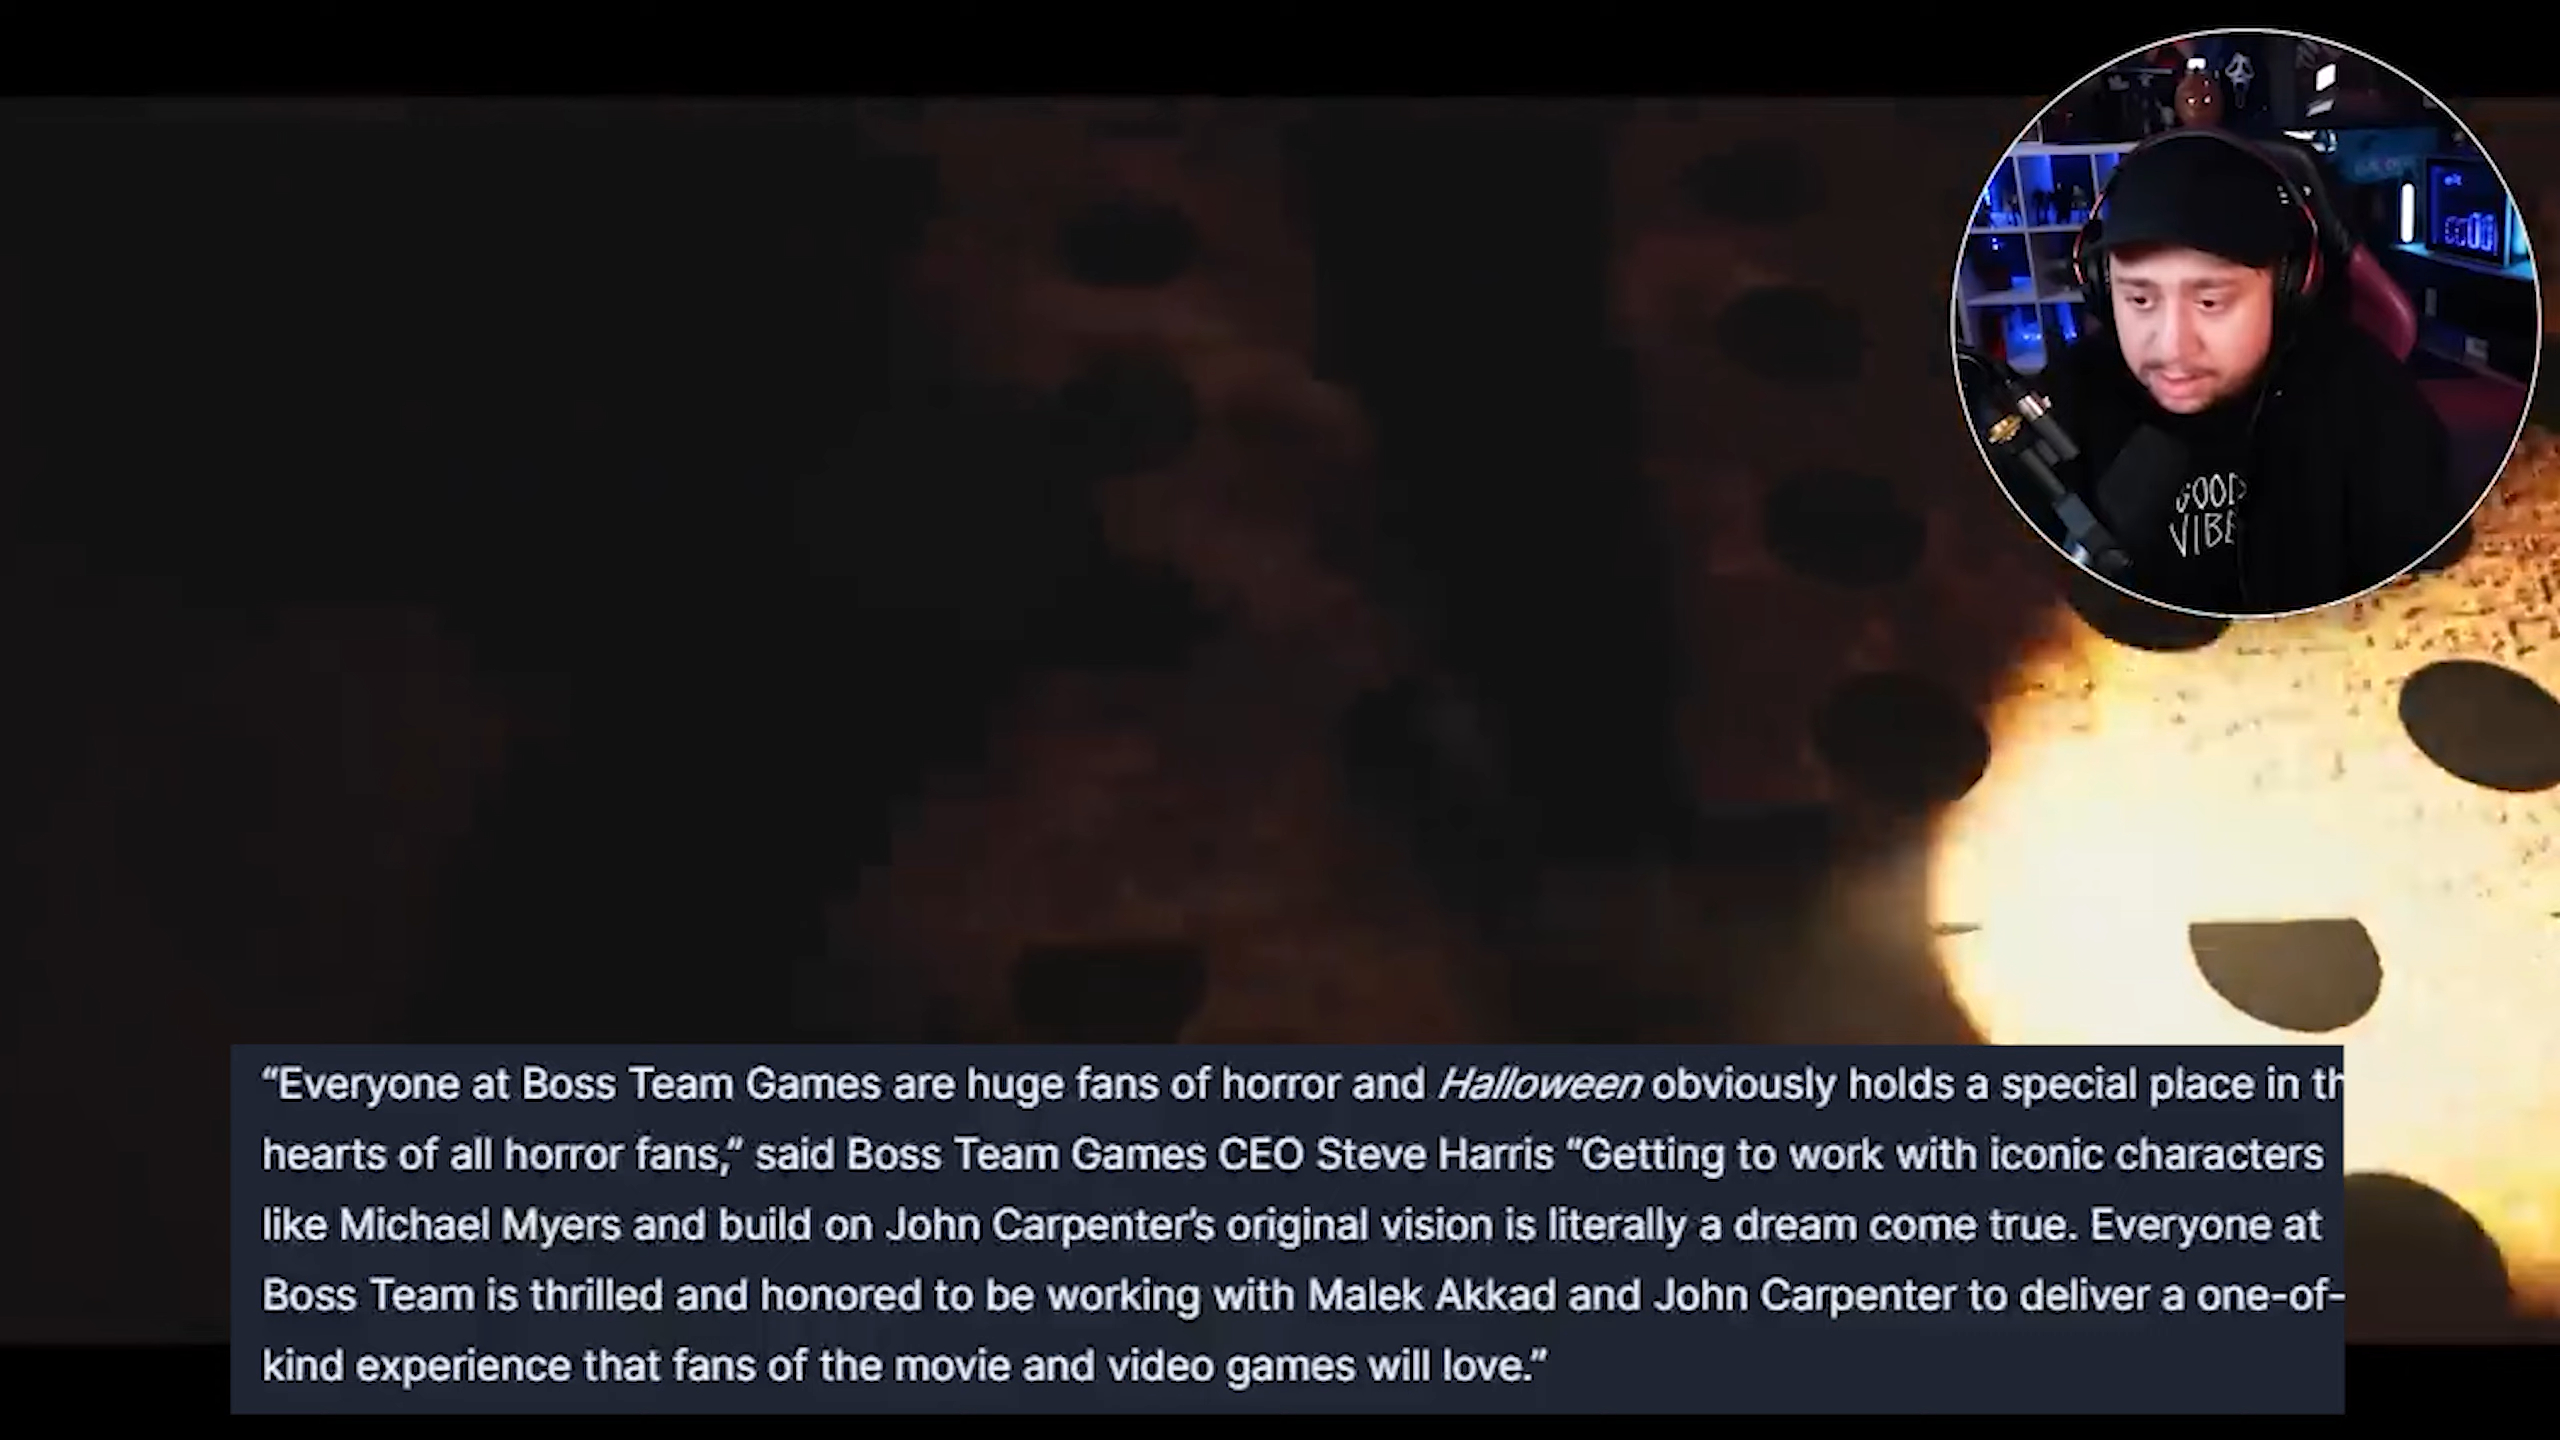 GOOD
VIBE
“Everyone at Boss Team Games are huge fans of horror and Halloween obviously holds a special place in th
hearts of all horror fans,” said Boss Team Games CEO Steve Harris “Getting to work with iconic characters
like Michael Myers and build on John Carpenter’s original vision is literally a dream come true. Everyone at
Boss Team is thrilled and honored to be working with Malek Akkad and John Carpenter to deliver a one-of-
kind experience that fans of the movie and video games will love.”